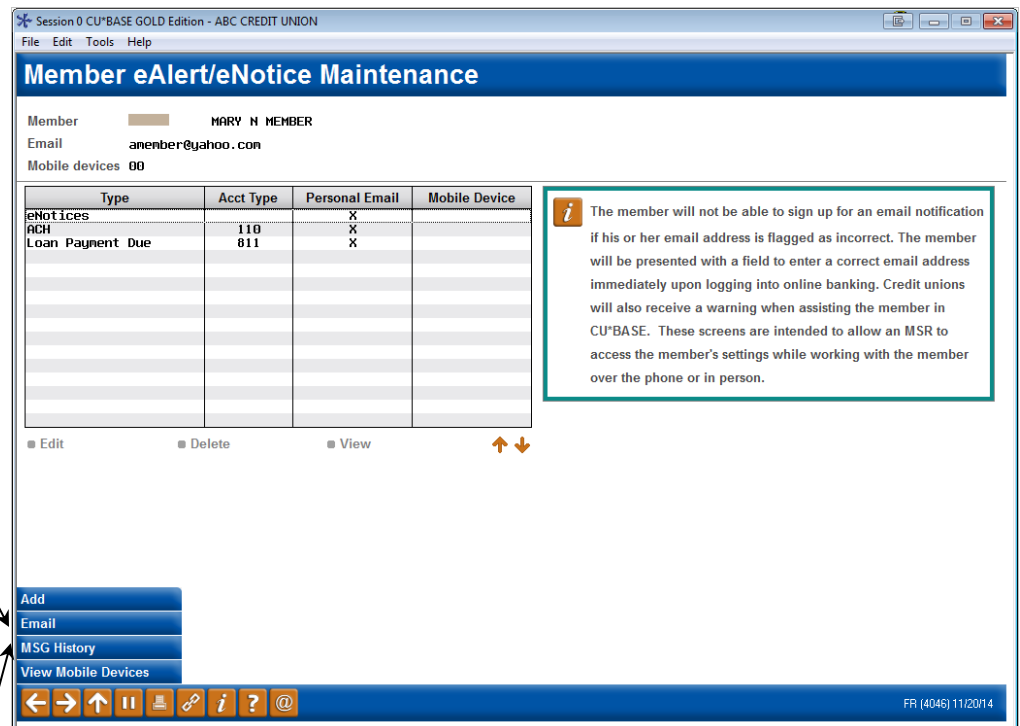 Session 0 CU*BASE GOLD Edition - ABC CREDIT UNION
File Edit Tools Help
Member eAlert/eNotice Maintenance
Member MARY N MEMBER
Email amember@yahoo.com
Mobile devices 00
Type Acct Type Personal Email Mobile Device
eNotices X
ACH 110 X
Loan Payment Due 811 X
i The member will not be able to sign up for an email notification
if his or her email address is flagged as incorrect. The member
will be presented with a field to enter a correct email address
immediately upon logging into online banking. Credit unions
will also receive a warning when assisting the member in
CU*BASE. These screens are intended to allow an MSR to
access the member's settings while working with the member
over the phone or in person.
Edit Delete View
Add
Email
MSG History
View Mobile Devices
i ? @ FR (4046) 11/20/14